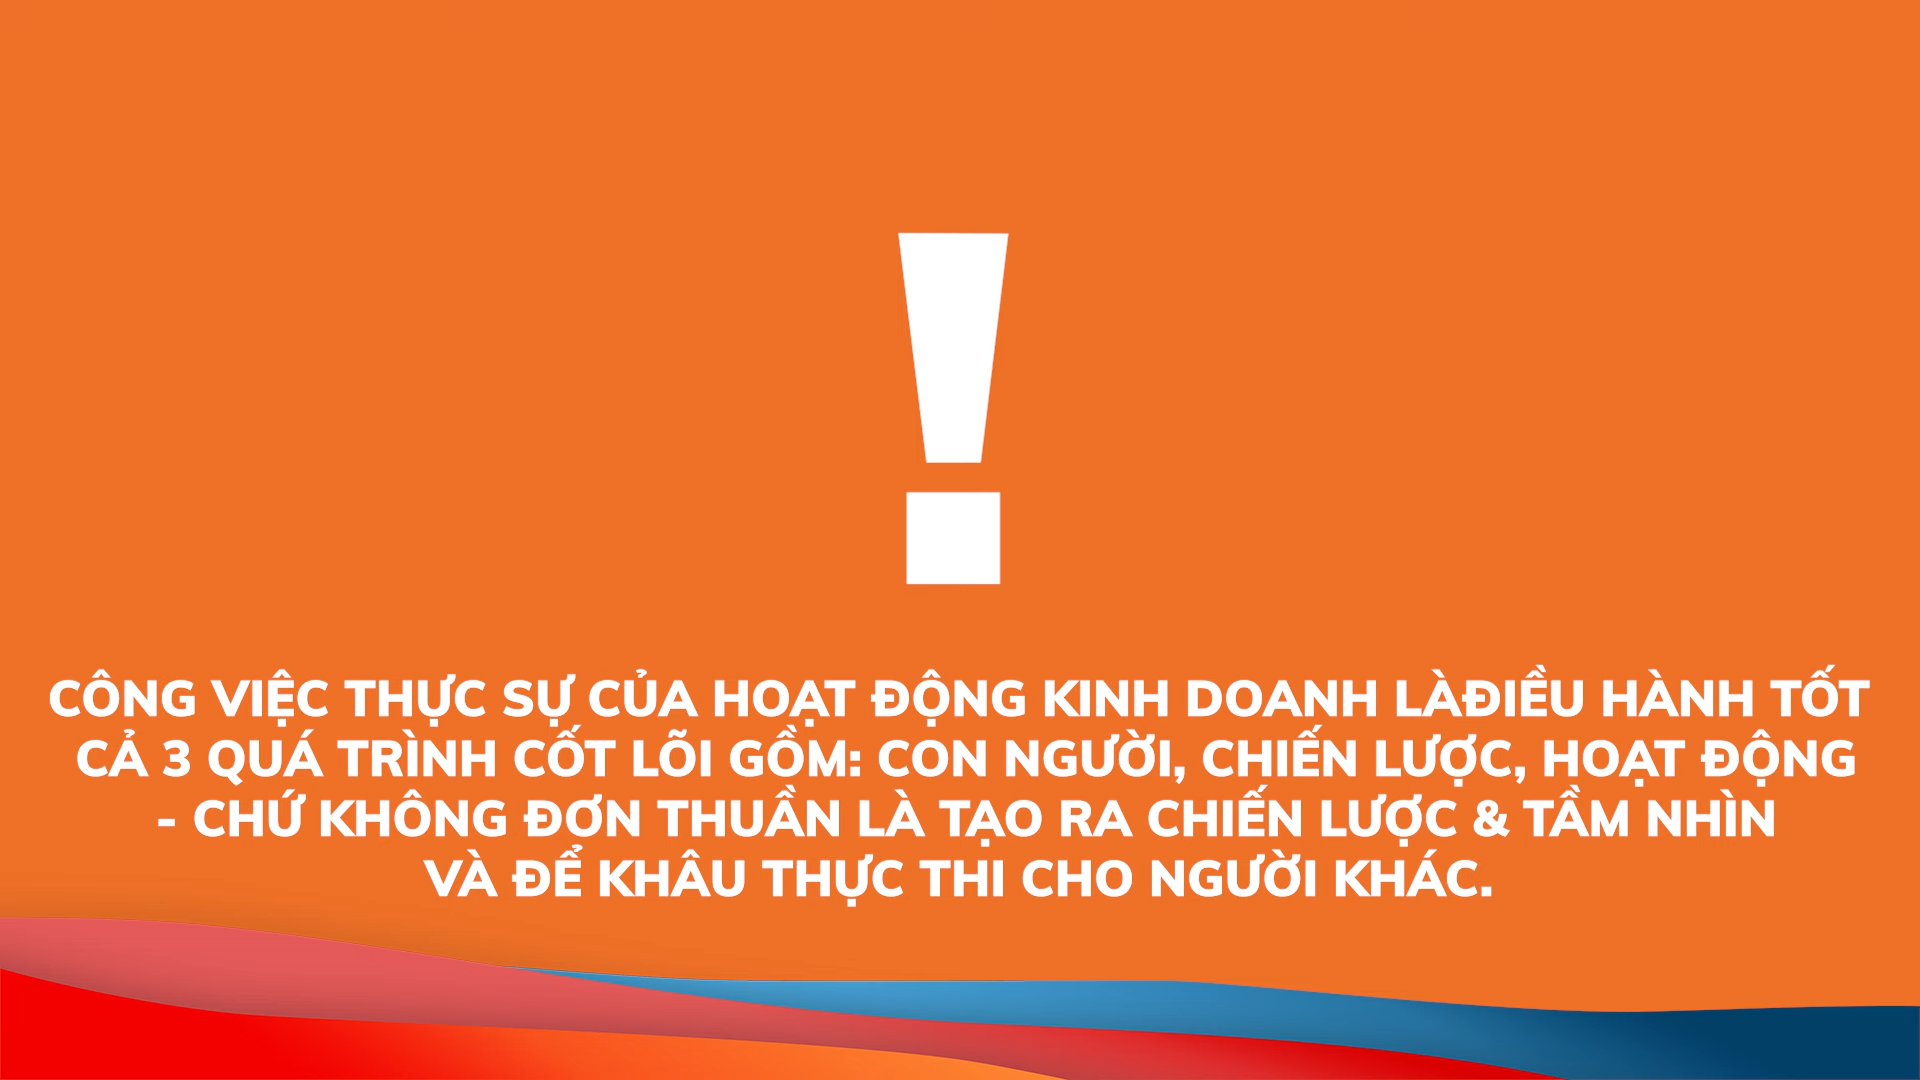 !
CÔNG VIỆC THỰC SỰ CỦA HOẠT ĐỘNG KINH DOANH LÀĐIỀU HÀNH TỐT
CẢ 3 QUÁ TRÌNH CỐT LÕI GỒM: CON NGƯỜI, CHIẾN LƯỢC, HOẠT ĐỘNG
- CHỨ KHÔNG ĐƠN THUẦN LÀ TẠO RA CHIẾN LƯỢC & TẦM NHÌN
VÀ ĐỂ KHÂU THỰC THI CHO NGƯỜI KHÁC.